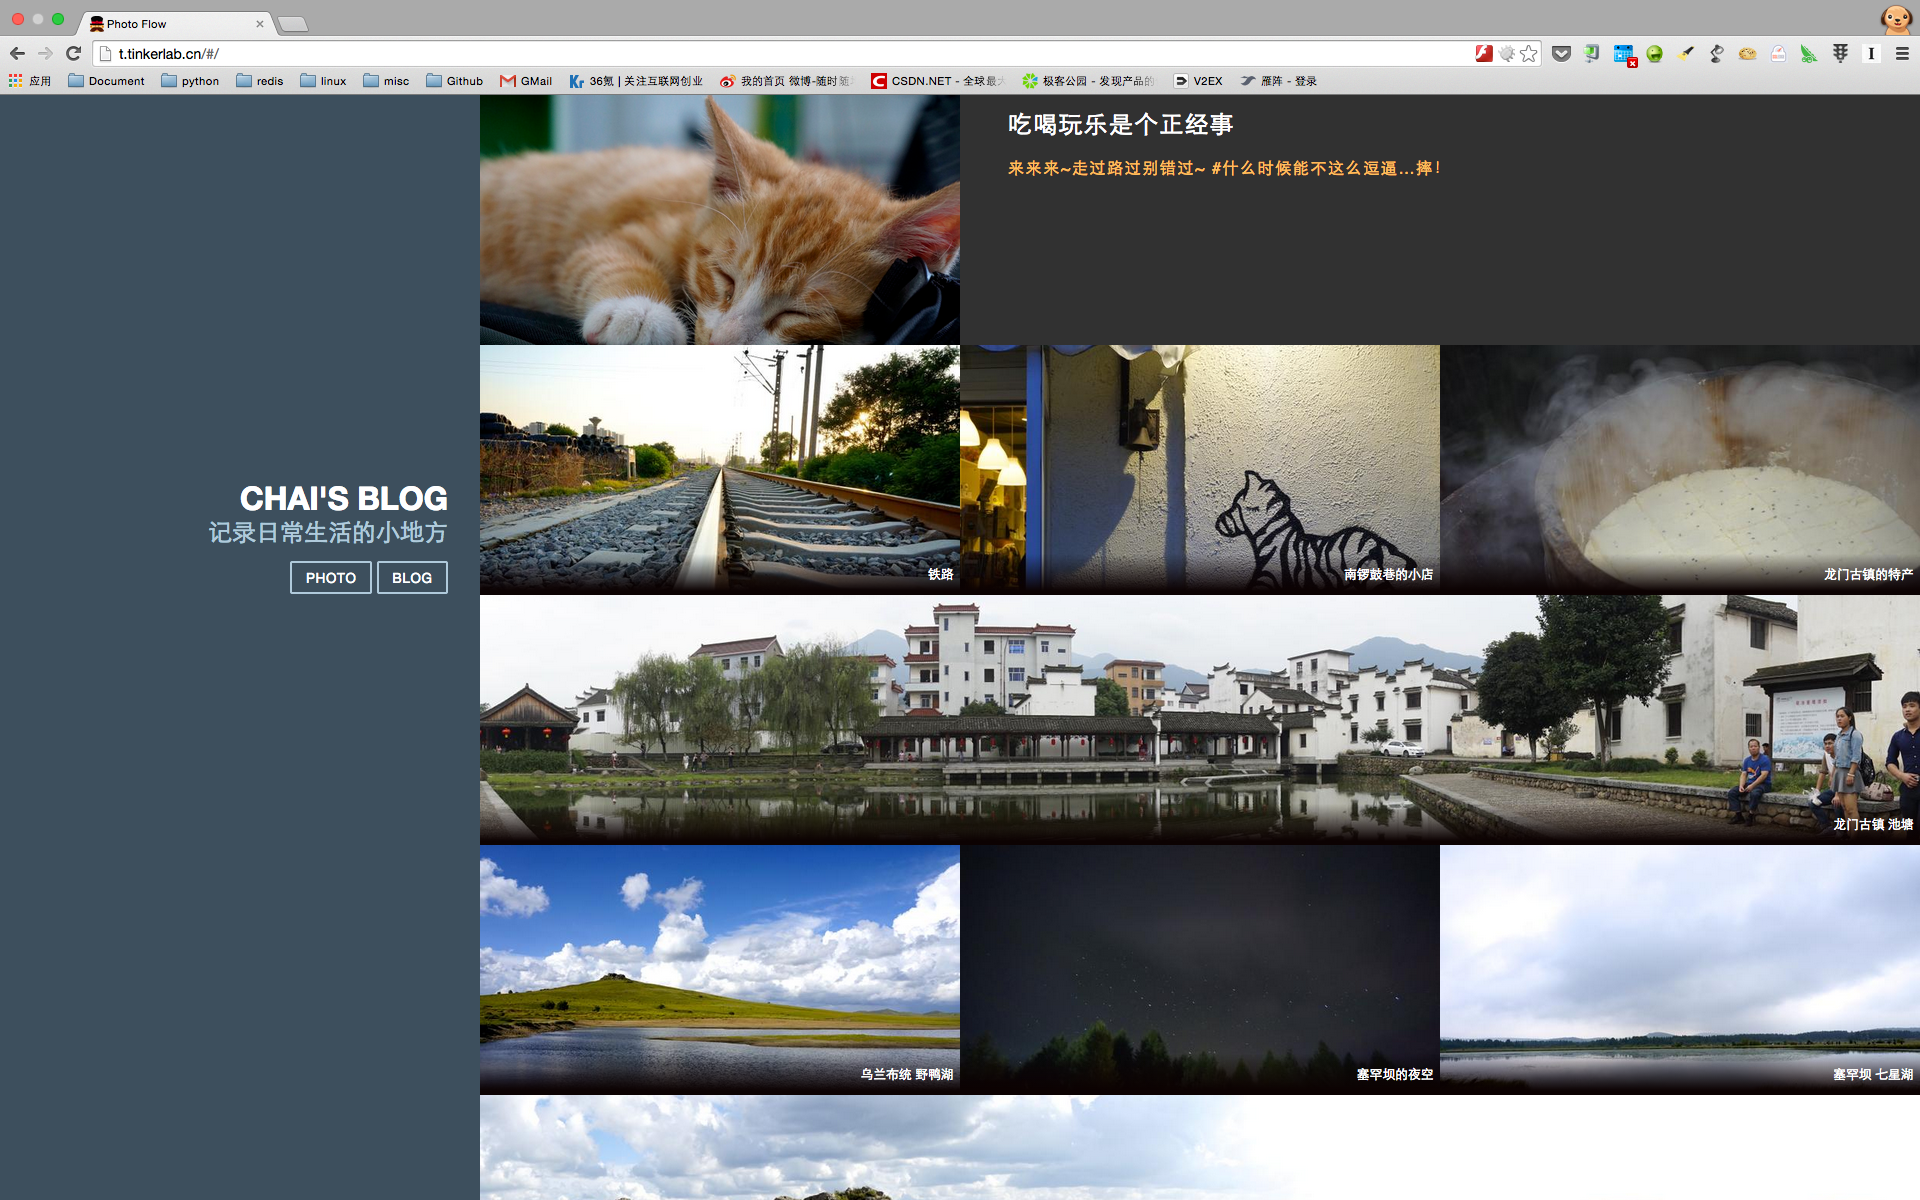 Photo Flow
t.tinkerlab.cn/#/
应用 Document python redis linux misc Github GMail 36氪 | 关注互联网创业 我的首页 微博-随时随 CSDN.NET - 全球最大 极客公园 - 发现产品的 V2EX 雁阵 - 登录
吃喝玩乐是个正经事
来来来~走过路过别错过~ #什么时候能不这么逗逼...摔!
CHAI'S BLOG
记录日常生活的小地方
PHOTO BLOG
铁路
南锣鼓巷的小店
龙门古镇的特产
龙门古镇 池塘
乌兰布统 野鸭湖
塞罕坝的夜空
塞罕坝 七星湖